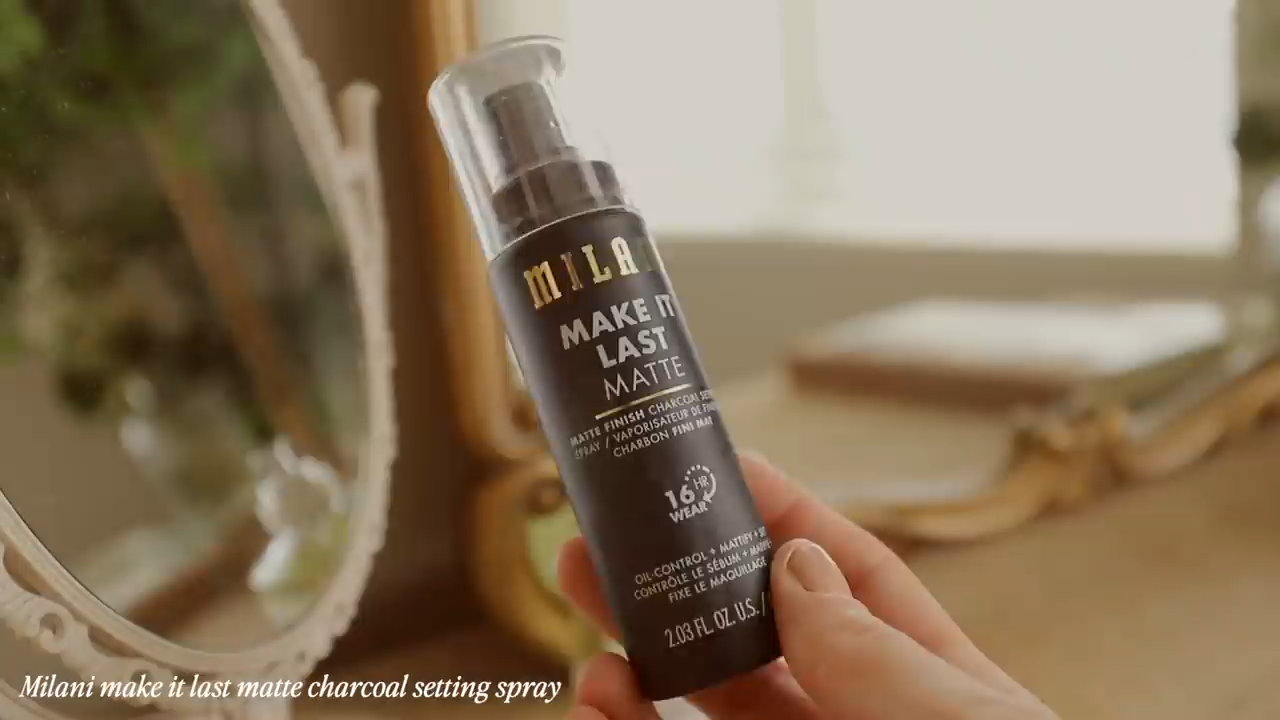 MILA
MAKE IT
LAST
MATTE
MATTE FINISH CHARCOAL
SPRAY / VAPORISATEUR DE
CHARBON FINI MAT
16 HR
WEAR
OIL-CONTROL + MATTIFY +
CONTRÔLE LE SÉBUM +
FIXE LE MAQUILLAGE
2.03 FL. OZ. U.S. /
Milani make it last matte charcoal setting spray